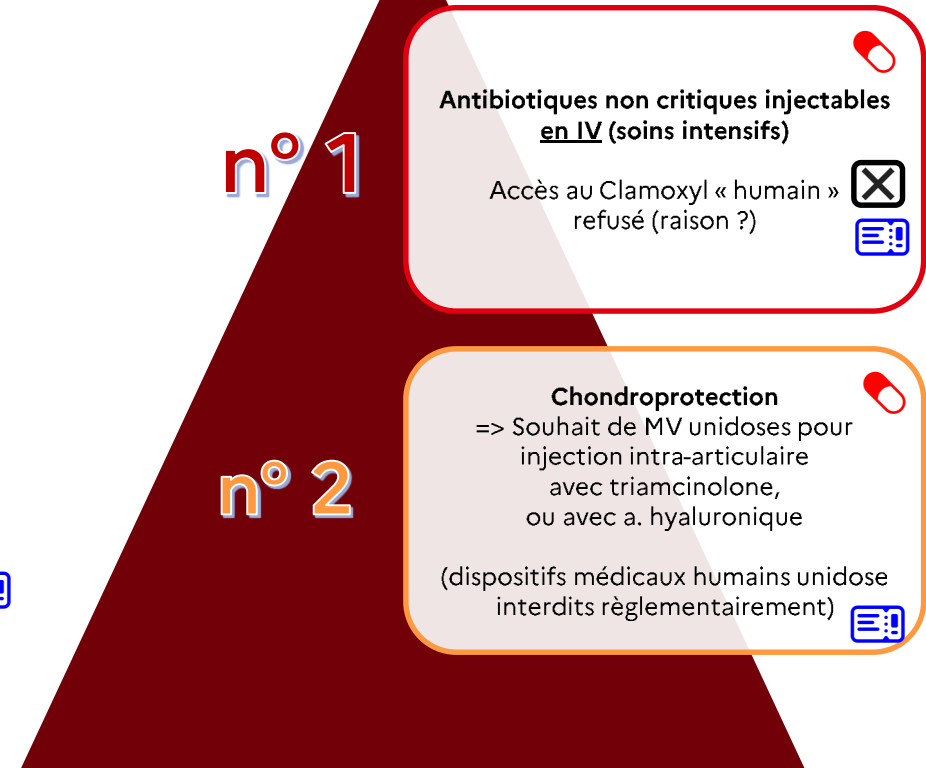 n° 1
Antibiotiques non critiques injectables
en IV (soins intensifs)
Accès au Clamoxyl « humain »
refusé (raison ?)
n° 2
Chondroprotection
=> Souhait de MV unidoses pour
injection intra-articulaire
avec triamcinolone,
ou avec a. hyaluronique
(dispositifs médicaux humains unidose
interdits règlementairement)